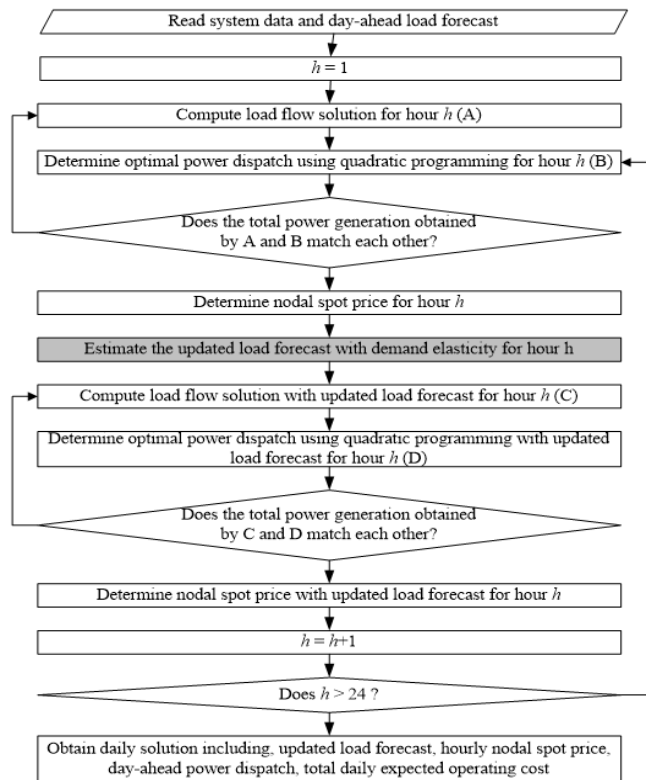 Read system data and day-ahead load forecast
h = 1
Compute load flow solution for hour h (A)
Determine optimal power dispatch using quadratic programming for hour h (B)
Does the total power generation obtained
by A and B match each other?
Determine nodal spot price for hour h
Estimate the updated load forecast with demand elasticity for hour h
Compute load flow solution with updated load forecast for hour h (C)
Determine optimal power dispatch using quadratic programming with updated
load forecast for hour h (D)
Does the total power generation obtained
by C and D match each other?
Determine nodal spot price with updated load forecast for hour h
h = h+1
Does h > 24 ?
Obtain daily solution including, updated load forecast, hourly nodal spot price,
day-ahead power dispatch, total daily expected operating cost